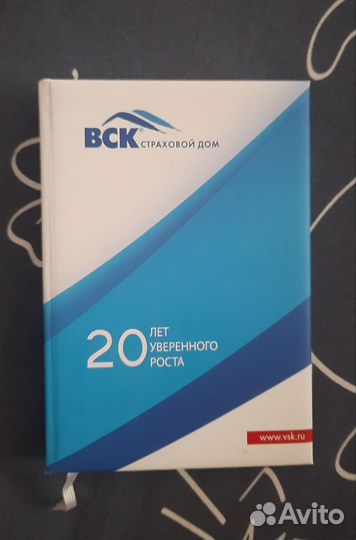 ВСК® СТРАХОВОЙ ДОМ
20 ЛЕТ
УВЕРЕННОГО
РОСТА
www.vsk.ru
Avito